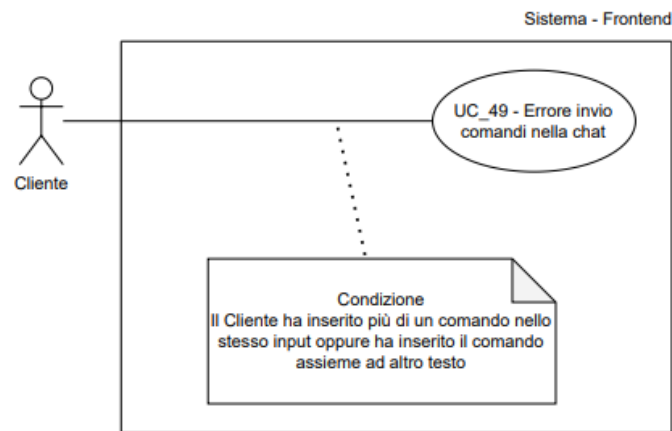 Sistema - Frontend
UC_49 - Errore invio
comandi nella chat
Cliente
Condizione
Il Cliente ha inserito più di un comando nello
stesso input oppure ha inserito il comando
assieme ad altro testo